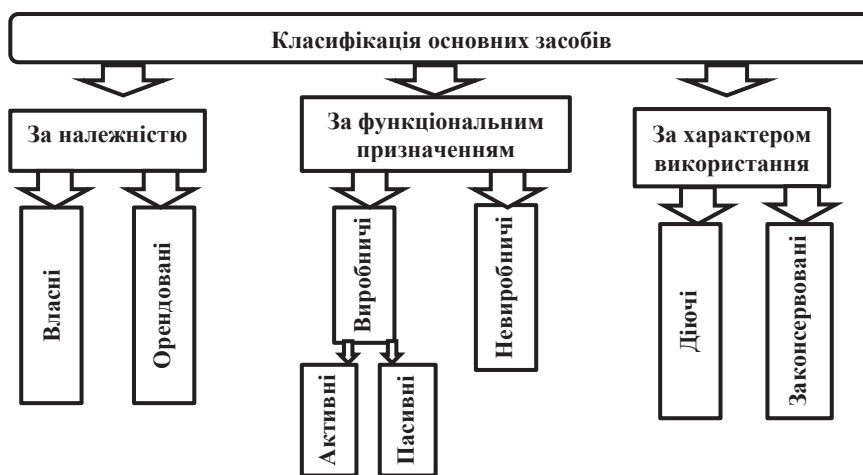 Класифікація основних засобів
За належністю
За функціональним
призначенням
За характером
використання
Власні
Орендовані
Виробничі
Невиробничі
Діючі
Законсервовані
Активні
Пасивні